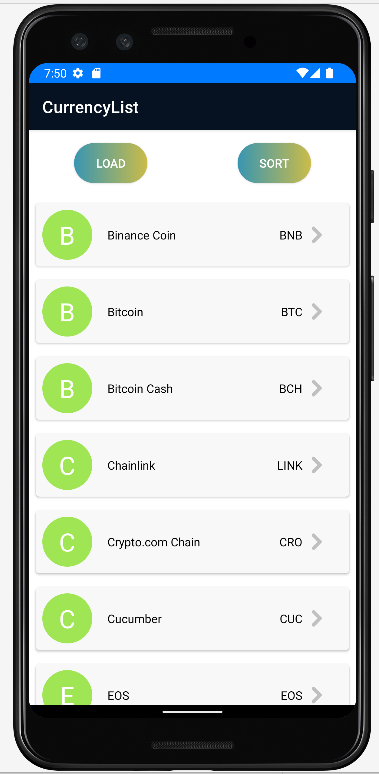 7:50
CurrencyList
LOAD SORT
B Binance Coin BNB
B Bitcoin BTC
B Bitcoin Cash BCH
C Chainlink LINK
C Crypto.com Chain CRO
C Cucumber CUC
E EOS EOS